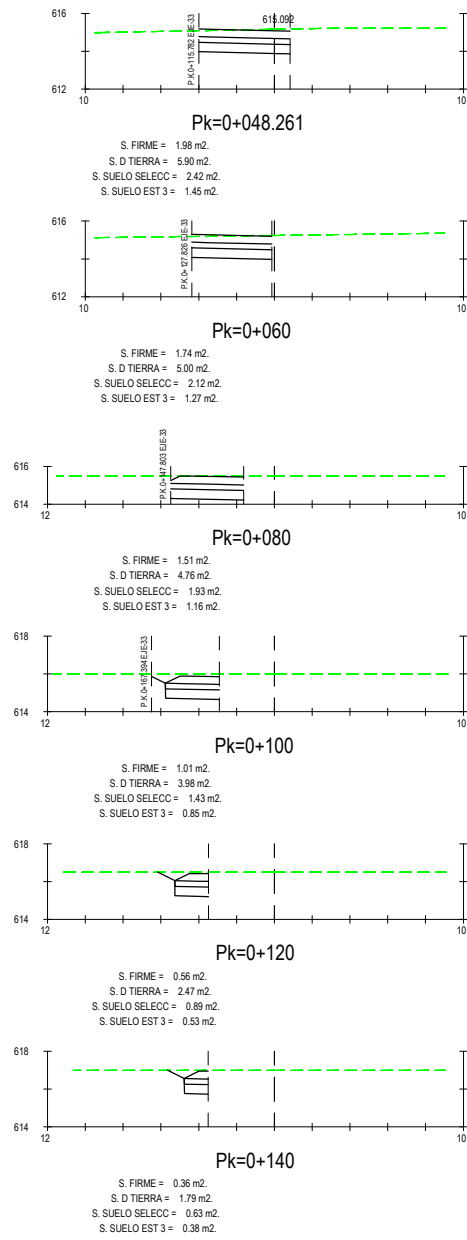 616
615.092
P.K.0+115.782 EJE-33
612
10
10
Pk=0+048.261
S. FIRME = 1.98 m2.
S. D TIERRA = 5.90 m2.
S. SUELO SELECC = 2.42 m2.
S. SUELO EST 3 = 1.45 m2.
616
P.K.0+127.826 EJE-33
612
10
10
Pk=0+060
S. FIRME = 1.74 m2.
S. D TIERRA = 5.00 m2.
S. SUELO SELECC = 2.12 m2.
S. SUELO EST 3 = 1.27 m2.
616
P.K.0+147.803 EJE-33
614
12
10
Pk=0+080
S. FIRME = 1.51 m2.
S. D TIERRA = 4.76 m2.
S. SUELO SELECC = 1.93 m2.
S. SUELO EST 3 = 1.16 m2.
618
P.K.0+167.394 EJE-33
614
12
10
Pk=0+100
S. FIRME = 1.01 m2.
S. D TIERRA = 3.98 m2.
S. SUELO SELECC = 1.43 m2.
S. SUELO EST 3 = 0.85 m2.
618
614
12
10
Pk=0+120
S. FIRME = 0.56 m2.
S. D TIERRA = 2.47 m2.
S. SUELO SELECC = 0.89 m2.
S. SUELO EST 3 = 0.53 m2.
618
614
12
10
Pk=0+140
S. FIRME = 0.36 m2.
S. D TIERRA = 1.79 m2.
S. SUELO SELECC = 0.63 m2.
S. SUELO EST 3 = 0.38 m2.